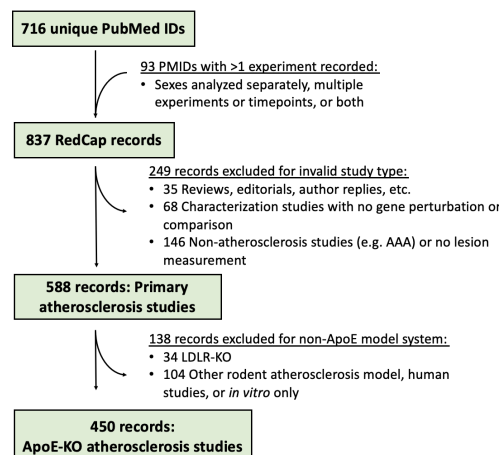 716 unique PubMed IDs
93 PMIDs with >1 experiment recorded:
• Sexes analyzed separately, multiple
experiments or timepoints, or both
837 RedCap records
249 records excluded for invalid study type:
• 35 Reviews, editorials, author replies, etc.
• 68 Characterization studies with no gene perturbation or
comparison
• 146 Non-atherosclerosis studies (e.g. AAA) or no lesion
measurement
588 records: Primary
atherosclerosis studies
138 records excluded for non-ApoE model system:
• 34 LDLR-KO
• 104 Other rodent atherosclerosis model, human
studies, or in vitro only
450 records:
ApoE-KO atherosclerosis studies